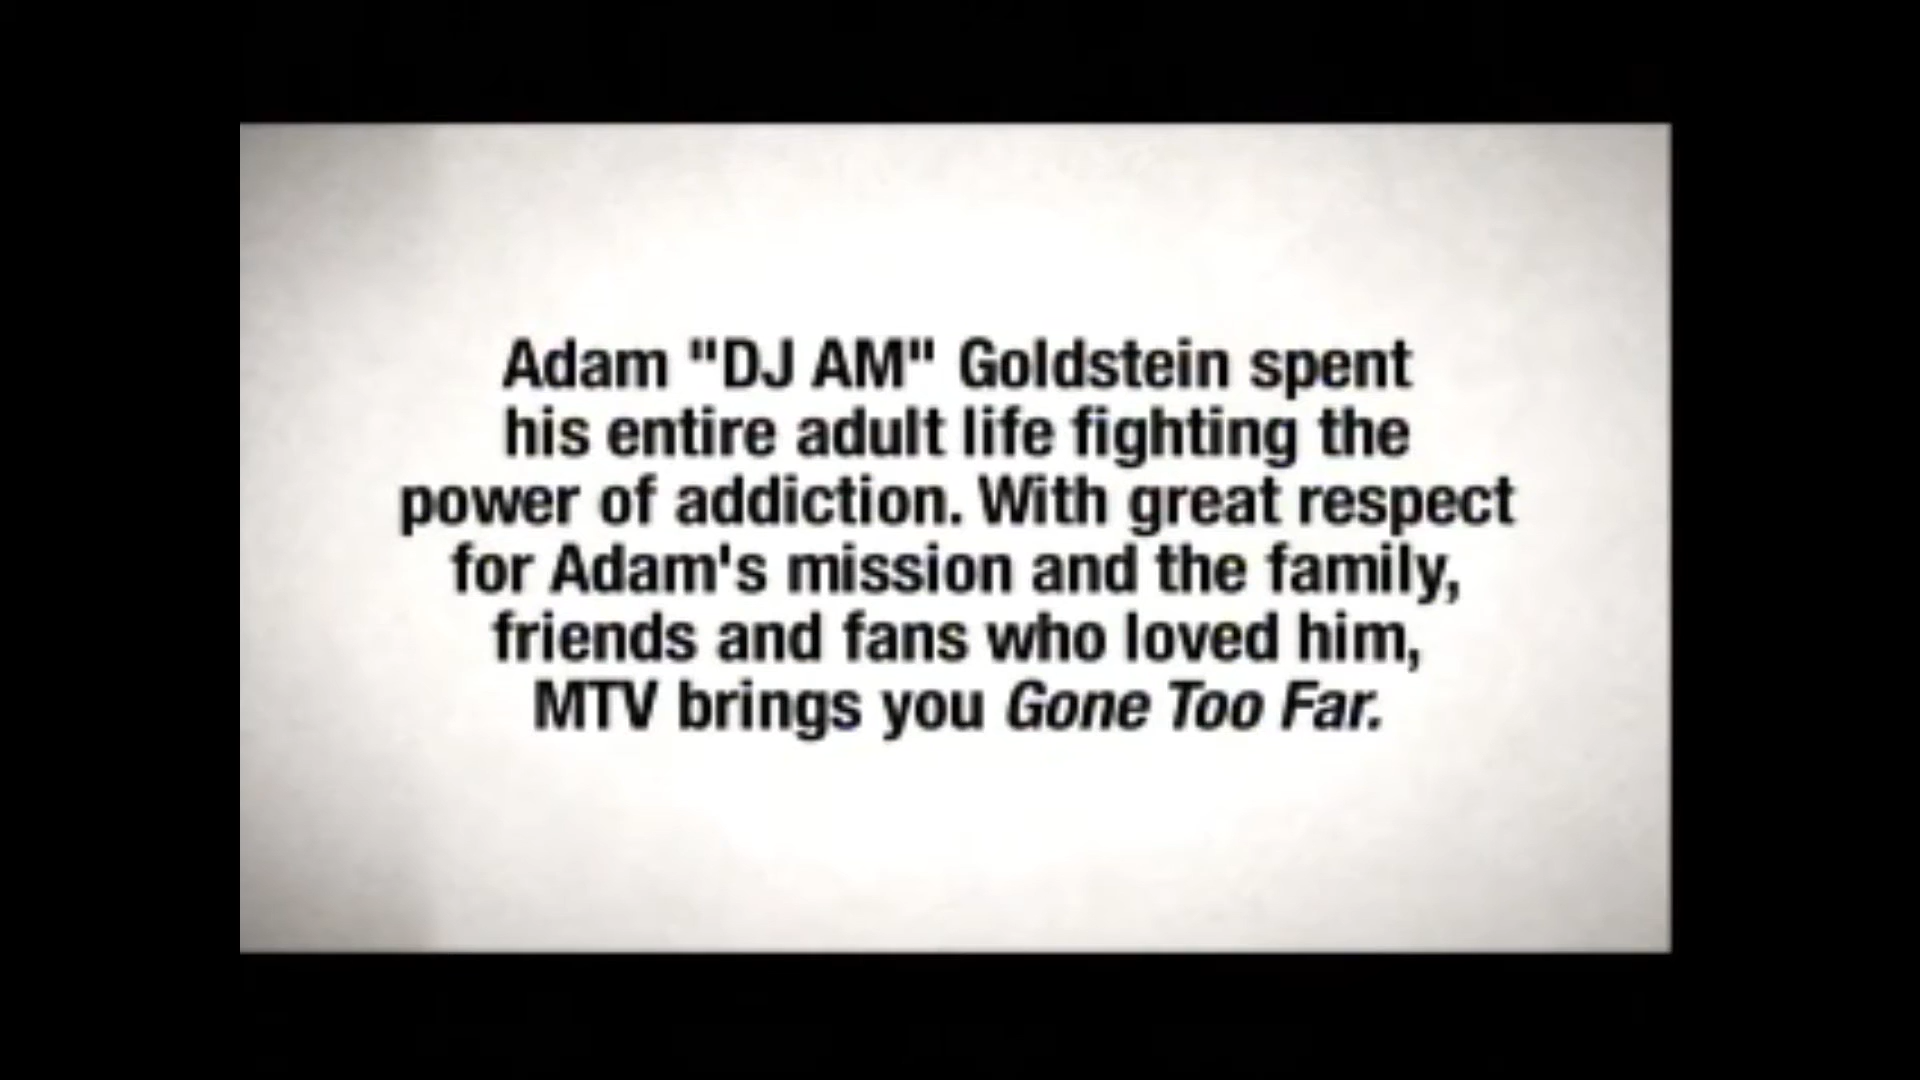 Adam "DJ AM" Goldstein spent
his entire adult life fighting the
power of addiction. With great respect
for Adam's mission and the family,
friends and fans who loved him,
MTV brings you Gone Too Far.